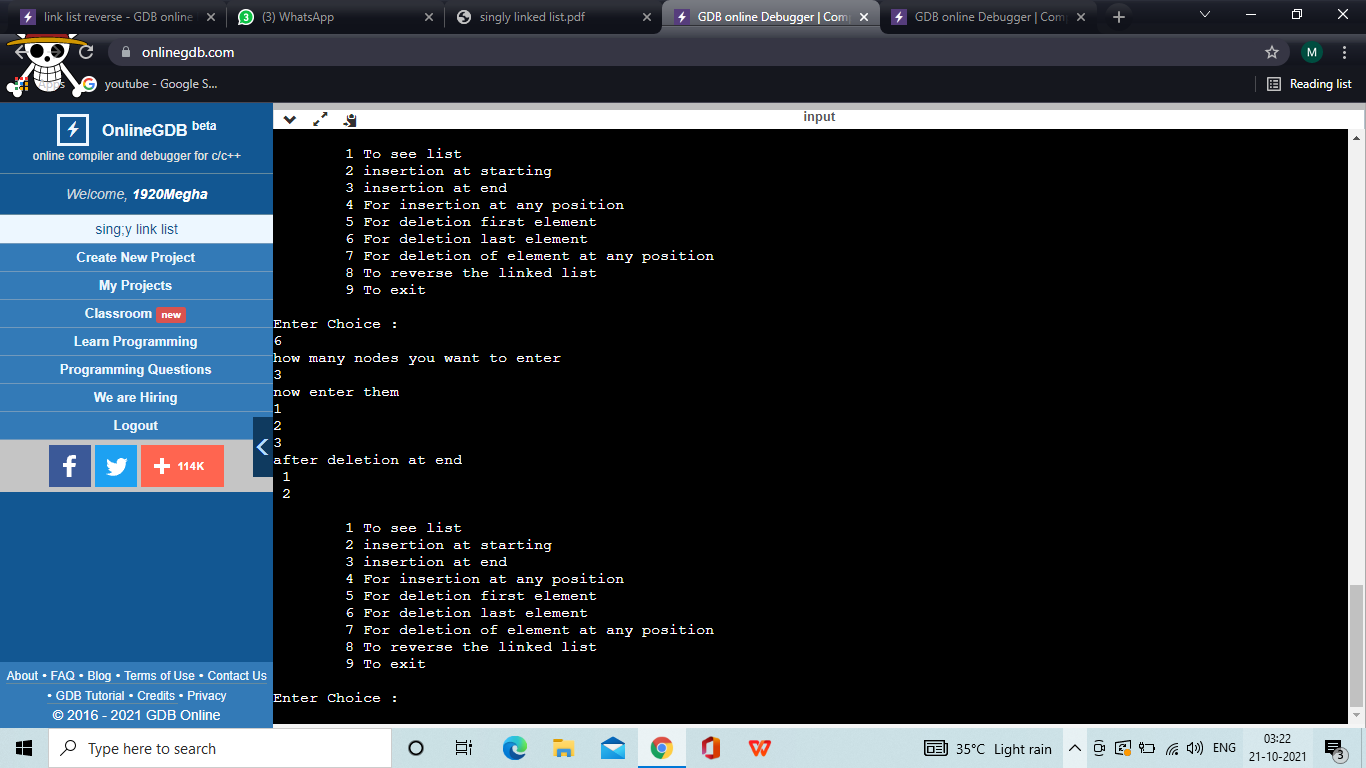 link list reverse - GDB online
(3) WhatsApp
singly linked list.pdf
GDB online Debugger | Com
GDB online Debugger | Com
onlinegdb.com
M
Apps
youtube - Google S...
Reading list
OnlineGDB beta
online compiler and debugger for c/c++
Welcome, 1920Megha
sing;y link list
Create New Project
My Projects
Classroom new
Learn Programming
Programming Questions
We are Hiring
Logout
114K
About • FAQ • Blog • Terms of Use • Contact Us
• GDB Tutorial • Credits • Privacy
© 2016 - 2021 GDB Online
input
1 To see list
2 insertion at starting
3 insertion at end
4 For insertion at any position
5 For deletion first element
6 For deletion last element
7 For deletion of element at any position
8 To reverse the linked list
9 To exit
Enter Choice :
6
how many nodes you want to enter
3
now enter them
1
2
3
after deletion at end
1
2
1 To see list
2 insertion at starting
3 insertion at end
4 For insertion at any position
5 For deletion first element
6 For deletion last element
7 For deletion of element at any position
8 To reverse the linked list
9 To exit
Enter Choice :
Type here to search
35°C Light rain
ENG
03:22
21-10-2021
3